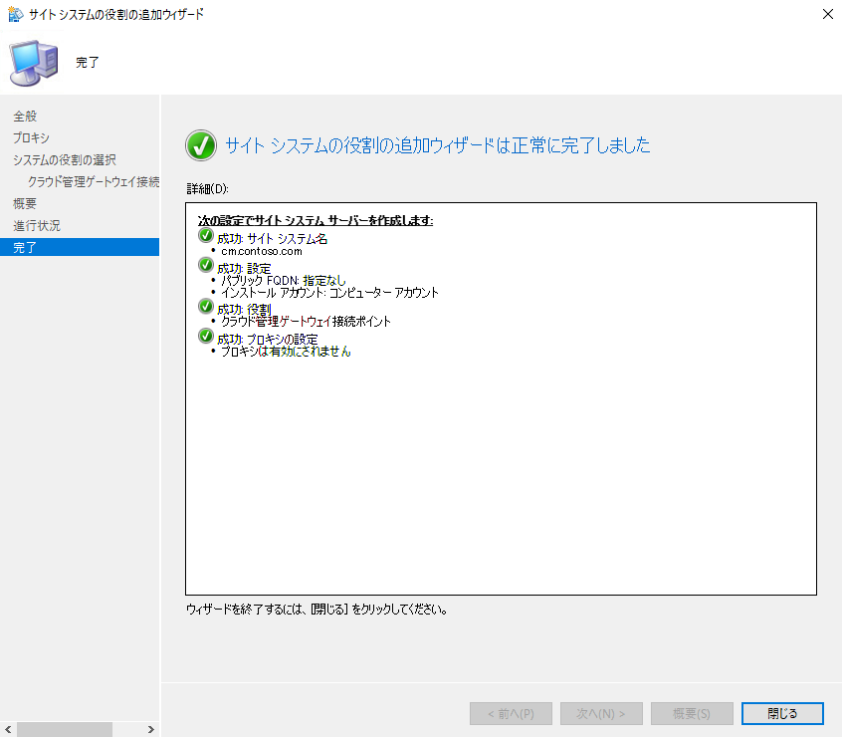 サイト システムの役割の追加ウィザード
完了
全般
プロキシ
システムの役割の選択
クラウド管理ゲートウェイ接続
概要
進行状況
完了
サイト システムの役割の追加ウィザードは正常に完了しました
詳細(D):
次の設定でサイト システム サーバーを作成します:
成功: サイト システム名
• cm.contoso.com
成功: 設定
• パブリック FQDN: 指定なし
• インストール アカウント: コンピューター アカウント
成功: 役割
• クラウド管理ゲートウェイ接続ポイント
成功: プロキシの設定
• プロキシは有効にされません
ウィザードを終了するには、[閉じる] をクリックしてください。
< 前へ(P)
次へ(N) >
概要(S)
閉じる